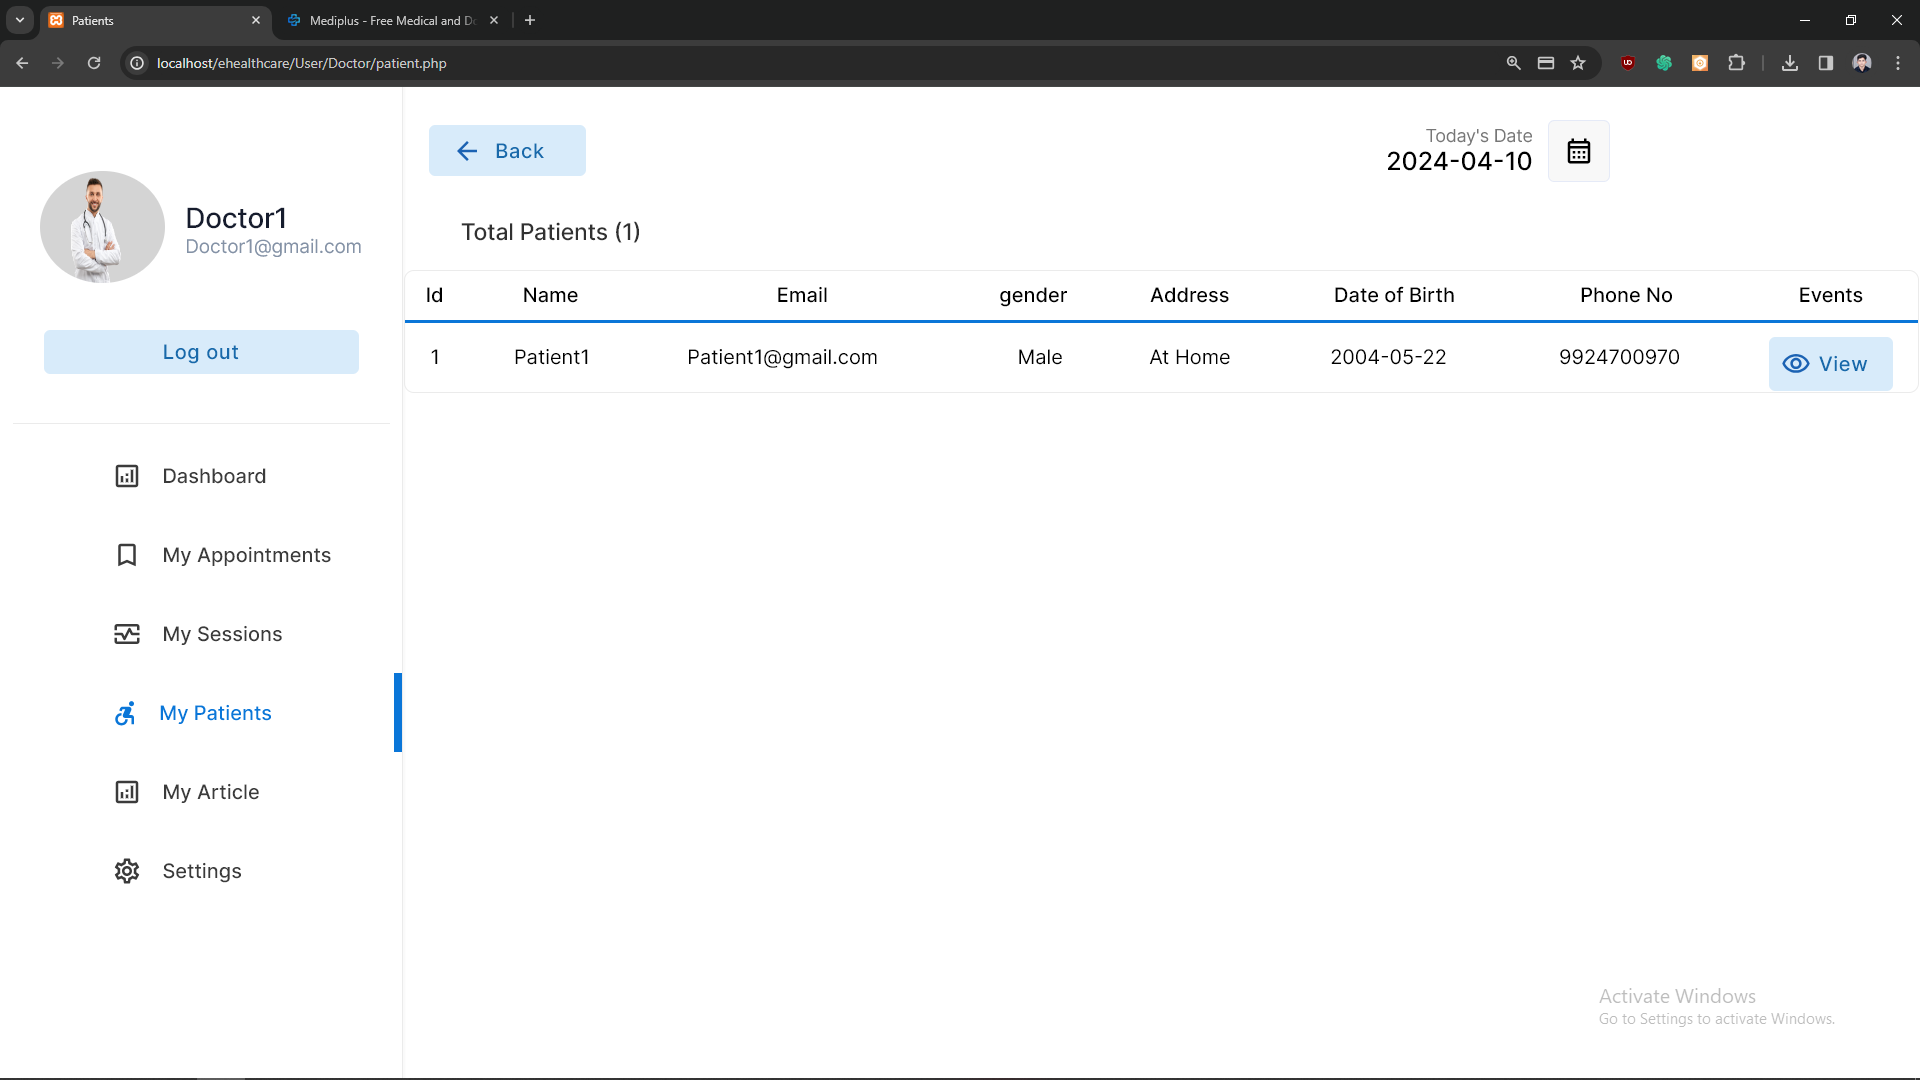 Patients
Mediplus - Free Medical and Do
localhost/ehealthcare/User/Doctor/patient.php
Doctor1
Doctor1@gmail.com
Log out
Dashboard
My Appointments
My Sessions
My Patients
My Article
Settings
Back
Today's Date
2024-04-10
Total Patients (1)
Id Name Email gender Address Date of Birth Phone No Events
1 Patient1 Patient1@gmail.com Male At Home 2004-05-22 9924700970 View
Activate Windows
Go to Settings to activate Windows.